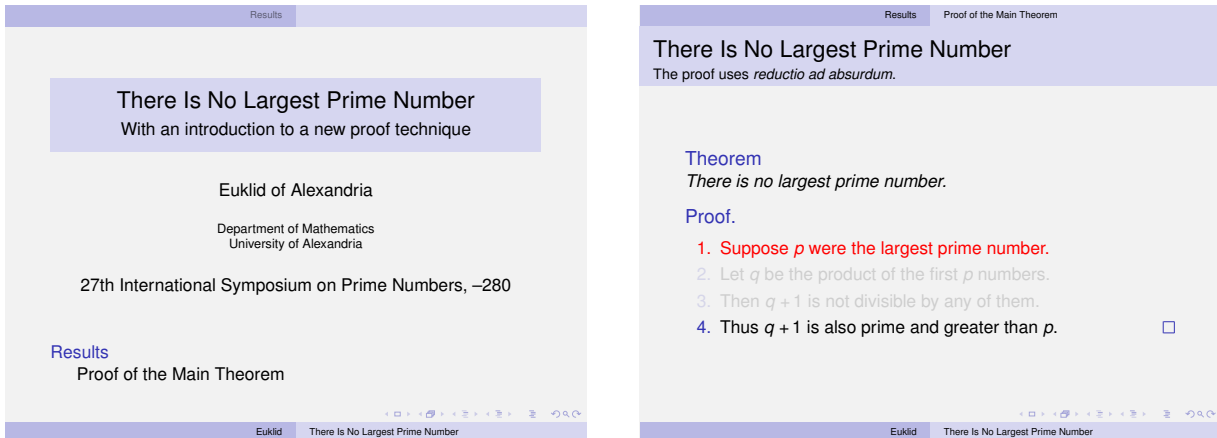 Results
There Is No Largest Prime Number
With an introduction to a new proof technique
Euklid of Alexandria
Department of Mathematics
University of Alexandria
27th International Symposium on Prime Numbers, –280
Results
Proof of the Main Theorem
Euklid There Is No Largest Prime Number
Results Proof of the Main Theorem
There Is No Largest Prime Number
The proof uses reductio ad absurdum.
Theorem
There is no largest prime number.
Proof.
1. Suppose p were the largest prime number.
2. Let q be the product of the first p numbers.
3. Then q + 1 is not divisible by any of them.
4. Thus q + 1 is also prime and greater than p.
Euklid There Is No Largest Prime Number